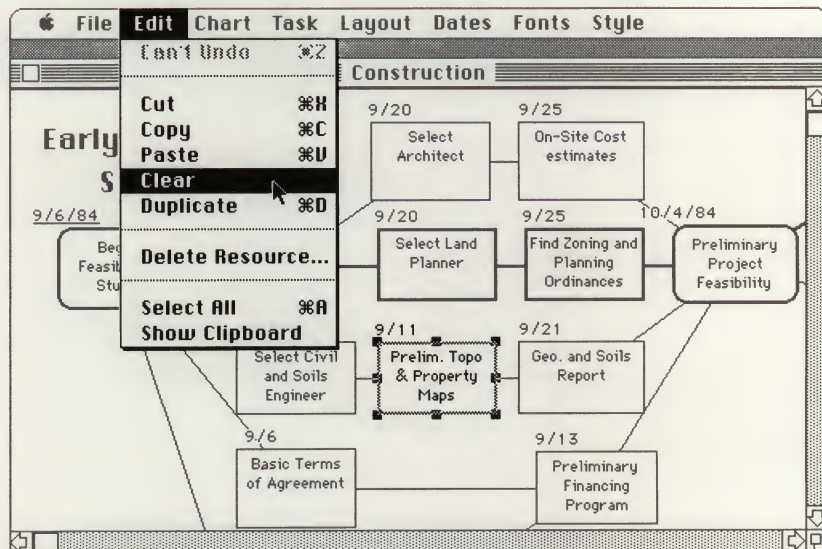 File Edit Chart Task Layout Dates Fonts Style
Can't Undo ⌘Z
Construction
Cut ⌘X
Copy ⌘C
Paste ⌘V
Clear
Duplicate ⌘D
Delete Resource...
Select All ⌘A
Show Clipboard
Early
S
9/6/84
Beg
Feasit
Stu
9/20
Select
Architect
9/25
On-Site Cost
estimates
9/20
Select Land
Planner
9/25
Find Zoning and
Planning
Ordinances
10/4/84
Preliminary
Project
Feasibility
Select Civil
and Soils
Engineer
9/11
Prelim. Topo
& Property
Maps
9/21
Geo. and Soils
Report
9/6
Basic Terms
of Agreement
9/13
Preliminary
Financing
Program